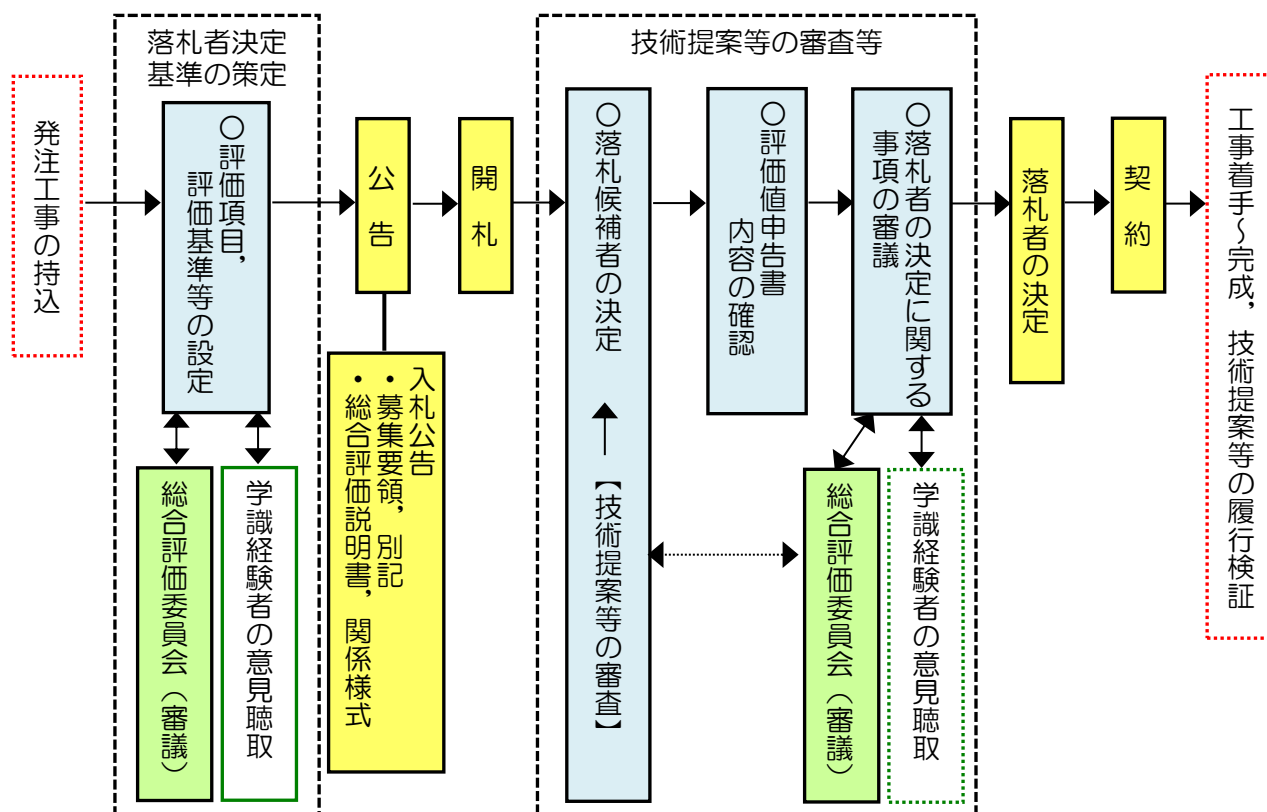 発注工事の持込
落札者決定
基準の策定
〇評価項目，
評価基準等の設定
総合評価委員会（審議）
学識経験者の意見聴取
公告
入札公告
・募集要領，別記
・総合評価説明書，関係様式
開札
技術提案等の審査等
〇落札候補者の決定
【技術提案等の審査】
〇評価値申告書
内容の確認
〇落札者の決定に関する
事項の審議
総合評価委員会（審議）
学識経験者の意見聴取
落札者の決定
契約
工事着手～完成，技術提案等の履行検証